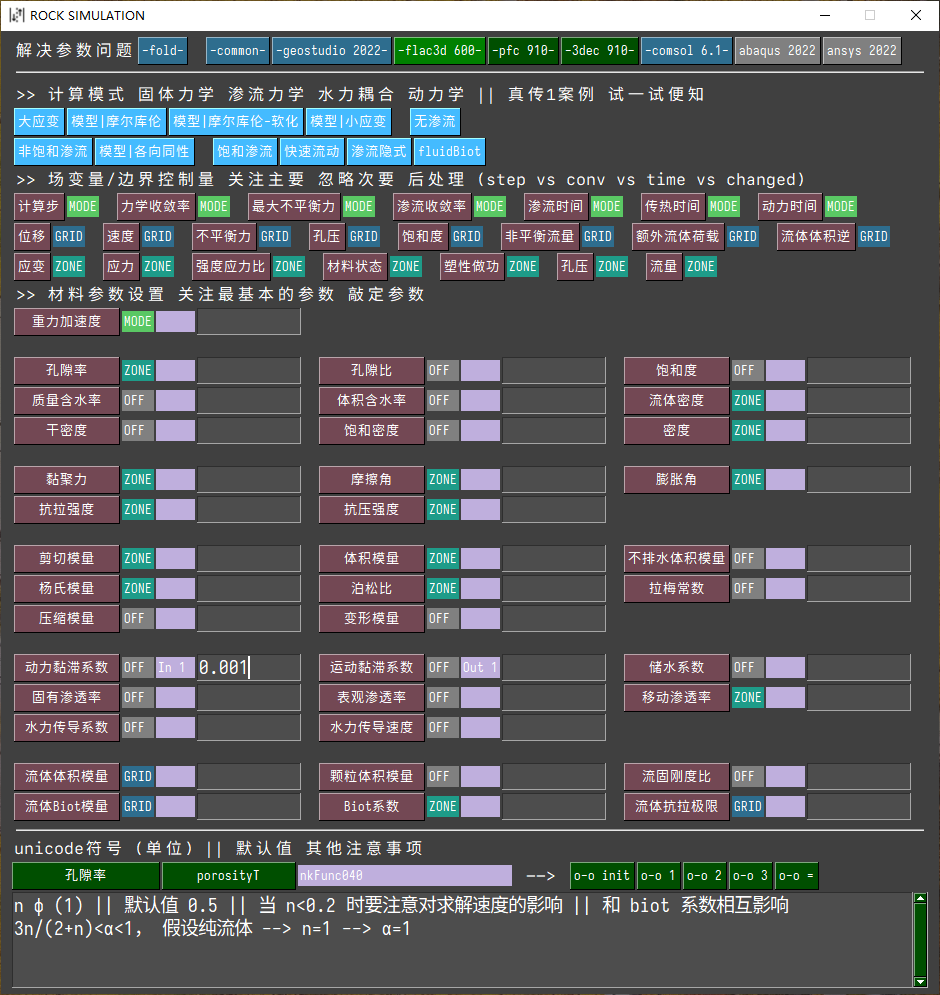 ROCK SIMULATION
解决参数问题 -fold- -common- -geostudio 2022- -flac3d 600- -pfc 910- -3dec 910- -comsol 6.1- abaqus 2022 ansys 2022
>> 计算模式 固体力学 渗流力学 水力耦合 动力学 || 真传1案例 试一试便知
大应变 模型|摩尔库伦 模型|摩尔库伦-软化 模型|小应变 无渗流
非饱和渗流 模型|各向同性 饱和渗流 快速流动 渗流隐式 fluidBiot
>> 场变量/边界控制量 关注主要 忽略次要 后处理 (step vs conv vs time vs changed)
计算步 MODE 力学收敛率 MODE 最大不平衡力 MODE 渗流收敛率 MODE 渗流时间 MODE 传热时间 MODE 动力时间 MODE
位移 GRID 速度 GRID 不平衡力 GRID 孔压 GRID 饱和度 GRID 非平衡流量 GRID 额外流体荷载 GRID 流体体积逆 GRID
应变 ZONE 应力 ZONE 强度应力比 ZONE 材料状态 ZONE 塑性做功 ZONE 孔压 ZONE 流量 ZONE
>> 材料参数设置 关注最基本的参数 敲定参数
重力加速度 MODE
孔隙率 ZONE 孔隙比 OFF 饱和度 OFF
质量含水率 OFF 体积含水率 OFF 流体密度 ZONE
干密度 OFF 饱和密度 OFF 密度 ZONE
黏聚力 ZONE 摩擦角 ZONE 膨胀角 ZONE
抗拉强度 ZONE 抗压强度 ZONE
剪切模量 ZONE 体积模量 ZONE 不排水体积模量 OFF
杨氏模量 ZONE 泊松比 ZONE 拉梅常数 OFF
压缩模量 OFF 变形模量 OFF
动力黏滞系数 OFF In 1 0.001 运动黏滞系数 OFF Out 1 储水系数 OFF
固有渗透率 OFF 表观渗透率 OFF 移动渗透率 ZONE
水力传导系数 OFF 水力传导速度 OFF
流体体积模量 GRID 颗粒体积模量 OFF 流固刚度比 OFF
流体Biot模量 GRID Biot系数 ZONE 流体抗拉极限 GRID
unicode符号 (单位) || 默认值 其他注意事项
孔隙率 porosityT nkFunc040 --> o-o init o-o 1 o-o 2 o-o 3 o-o =
n ϕ (1) || 默认值 0.5 || 当 n<0.2 时要注意对求解速度的影响 || 和 biot 系数相互影响
3n/(2+n)<α<1, 假设纯流体 --> n=1 --> α=1